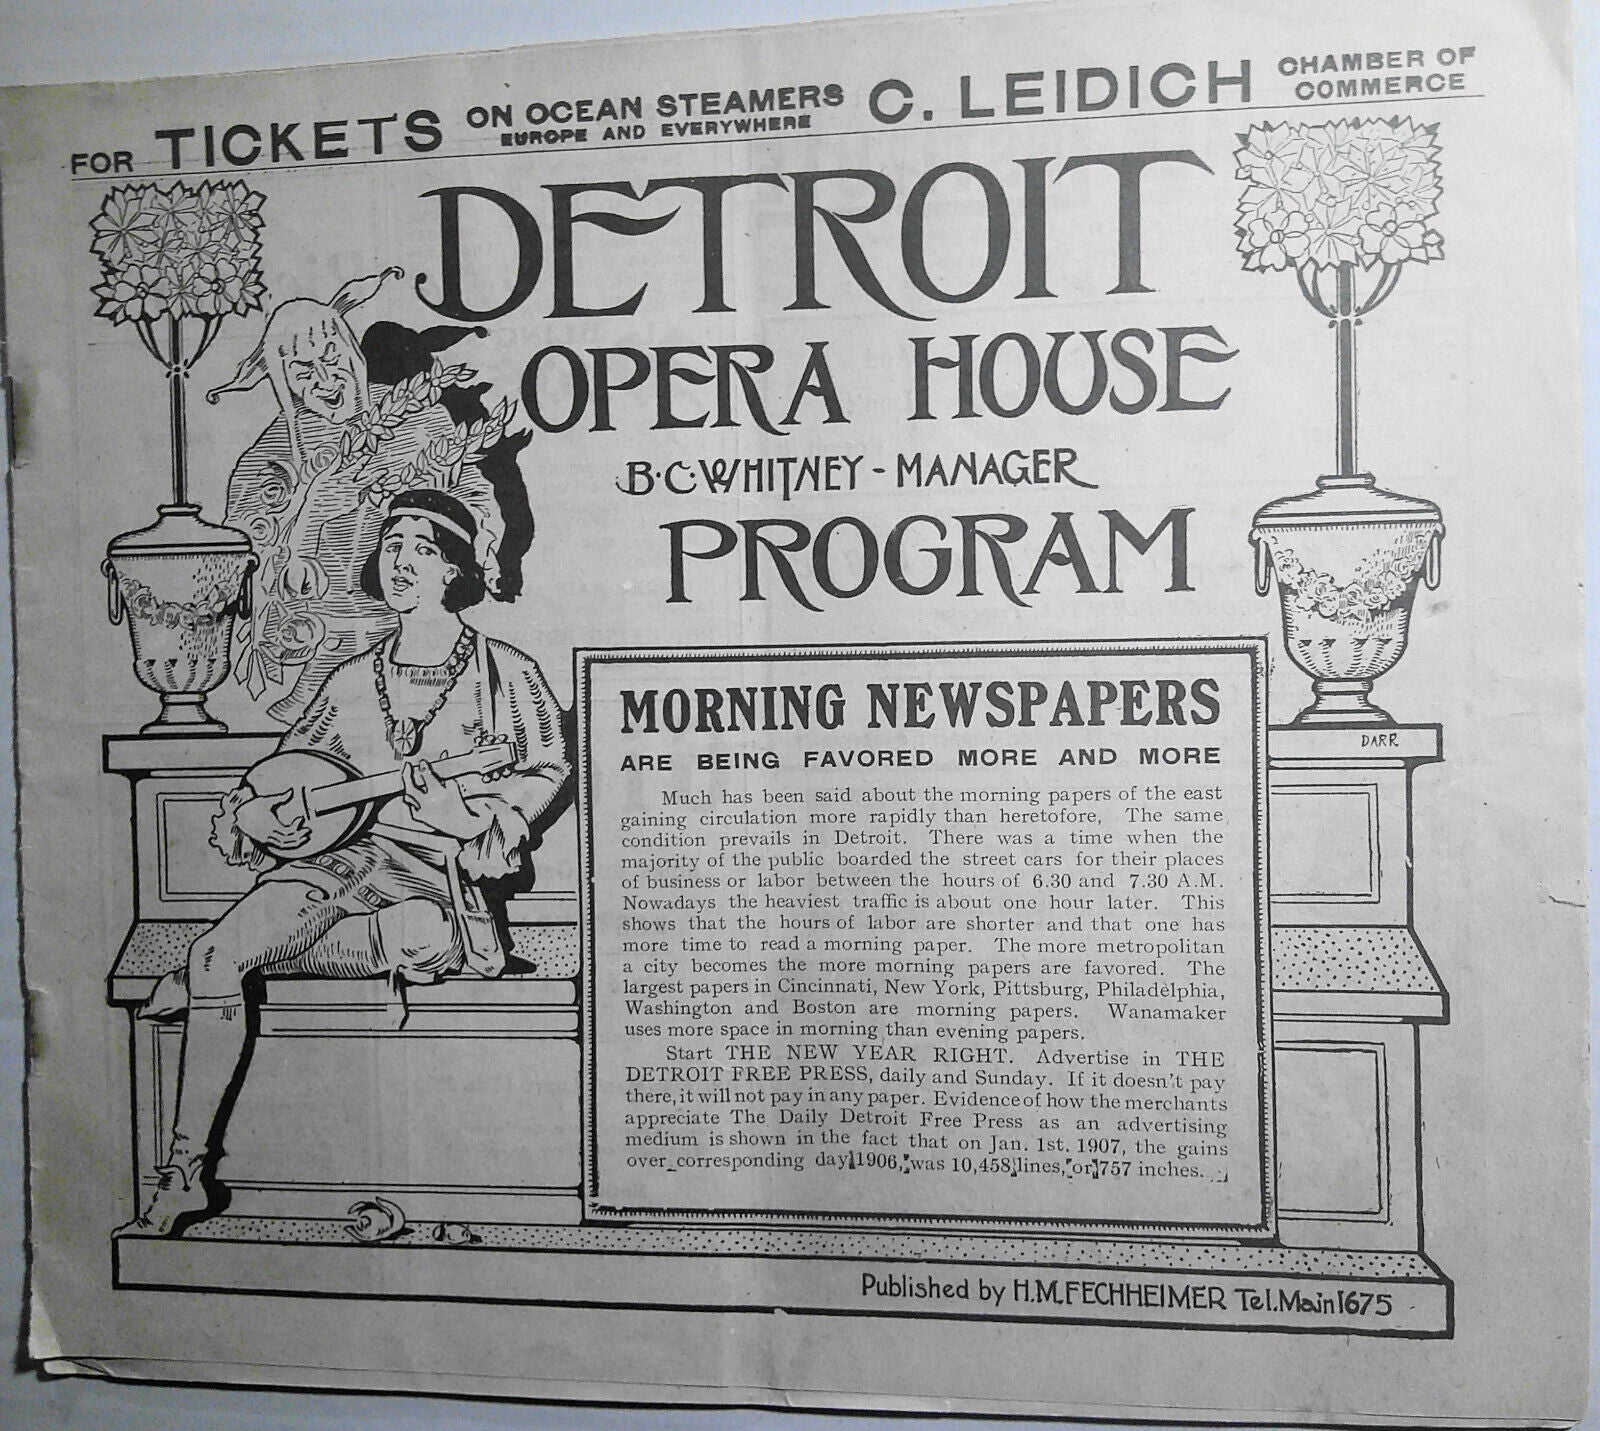 FOR TICKETS ON OCEAN STEAMERS EUROPE AND EVERYWHERE C. LEIDICH CHAMBER OF COMMERCE
DETROIT
OPERA HOUSE
B.C. WHITNEY - MANAGER
PROGRAM
MORNING NEWSPAPERS
ARE BEING FAVORED MORE AND MORE
Much has been said about the morning papers of the east
gaining circulation more rapidly than heretofore, The same
condition prevails in Detroit. There was a time when the
majority of the public boarded the street cars for their places
of business or labor between the hours of 6.30 and 7.30 A.M.
Nowadays the heaviest traffic is about one hour later. This
shows that the hours of labor are shorter and that one has
more time to read a morning paper. The more metropolitan
a city becomes the more morning papers are favored. The
largest papers in Cincinnati, New York, Pittsburg, Philadelphia,
Washington and Boston are morning papers. Wanamaker
uses more space in morning than evening papers.
Start THE NEW YEAR RIGHT. Advertise in THE
DETROIT FREE PRESS, daily and Sunday. If it doesn't pay
there, it will not pay in any paper. Evidence of how the merchants
appreciate The Daily Detroit Free Press as an advertising
medium is shown in the fact that on Jan. 1st. 1907, the gains
over corresponding day 1906, was 10,458 lines, or 757 inches.
DARR
Published by H.M. FECHHEIMER Tel. Main 1675